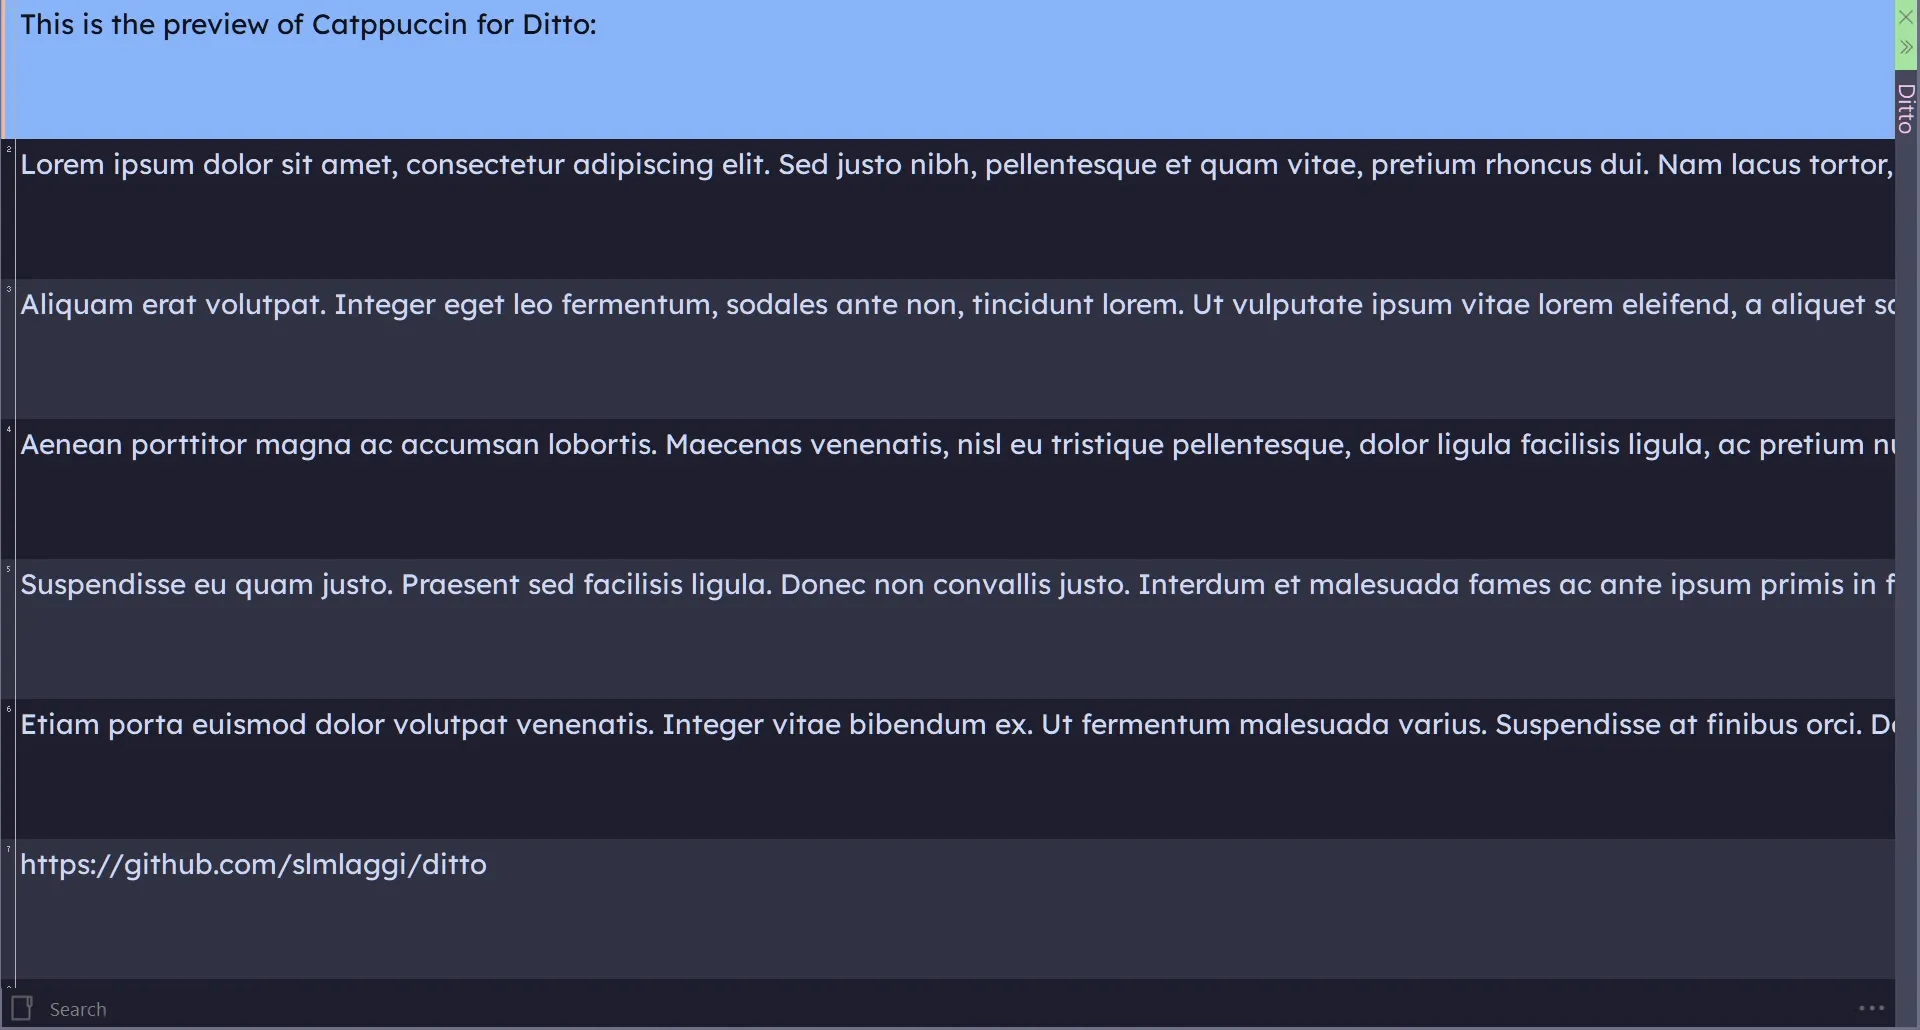 This is the preview of Catppuccin for Ditto:
Ditto
2
Lorem ipsum dolor sit amet, consectetur adipiscing elit. Sed justo nibh, pellentesque et quam vitae, pretium rhoncus dui. Nam lacus tortor,
3
Aliquam erat volutpat. Integer eget leo fermentum, sodales ante non, tincidunt lorem. Ut vulputate ipsum vitae lorem eleifend, a aliquet
4
Aenean porttitor magna ac accumsan lobortis. Maecenas venenatis, nisl eu tristique pellentesque, dolor ligula facilisis ligula, ac pretium
5
Suspendisse eu quam justo. Praesent sed facilisis ligula. Donec non convallis justo. Interdum et malesuada fames ac ante ipsum primis in f
6
Etiam porta euismod dolor volutpat venenatis. Integer vitae bibendum ex. Ut fermentum malesuada varius. Suspendisse at finibus orci.
7
https://github.com/slmlaggi/ditto
Search